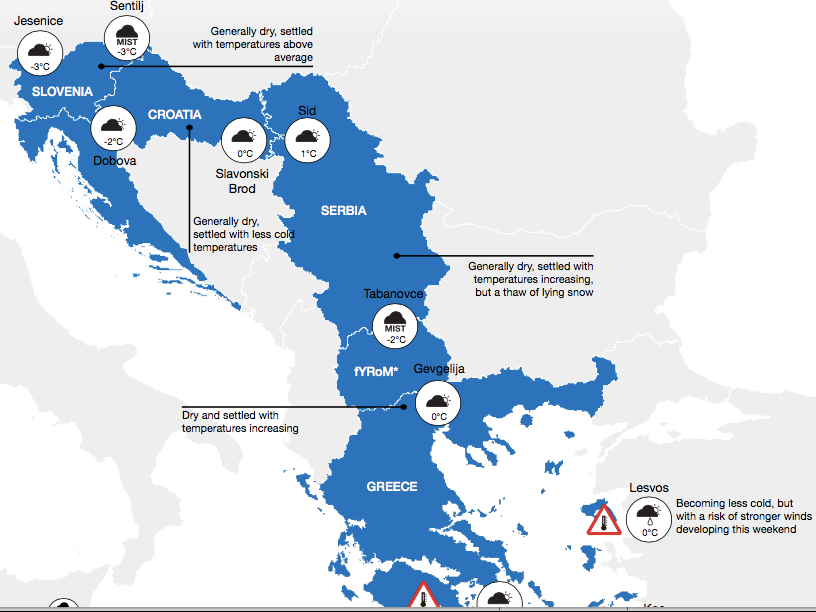 Sentilj
Jesenice
MIST
-3°C
-3°C
Generally dry, settled
with temperatures above
average
SLOVENIA
CROATIA
Sid
-2°C
0°C
1°C
Dobova
Slavonski
Brod
SERBIA
Generally dry,
settled with less cold
temperatures
Generally dry, settled with
temperatures increasing,
but a thaw of lying snow
Tabanovce
MIST
-2°C
fYRoM*
Gevgelija
0°C
Dry and settled with
temperatures increasing
GREECE
Lesvos
0°C
Becoming less cold, but
with a risk of stronger winds
developing this weekend